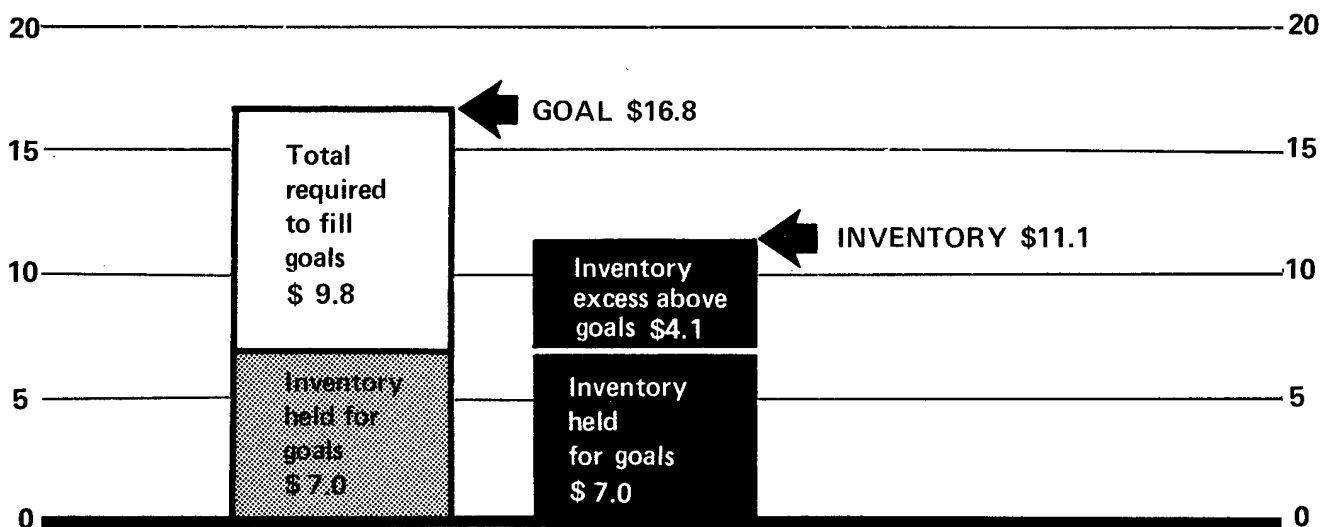 20 20
GOAL $16.8
15 15
Total
required
to fill
goals
$ 9.8
INVENTORY $11.1
10 10
Inventory
excess above
goals $4.1
5 5
Inventory
held for
goals
$ 7.0
Inventory
held
for goals
$ 7.0
0 0